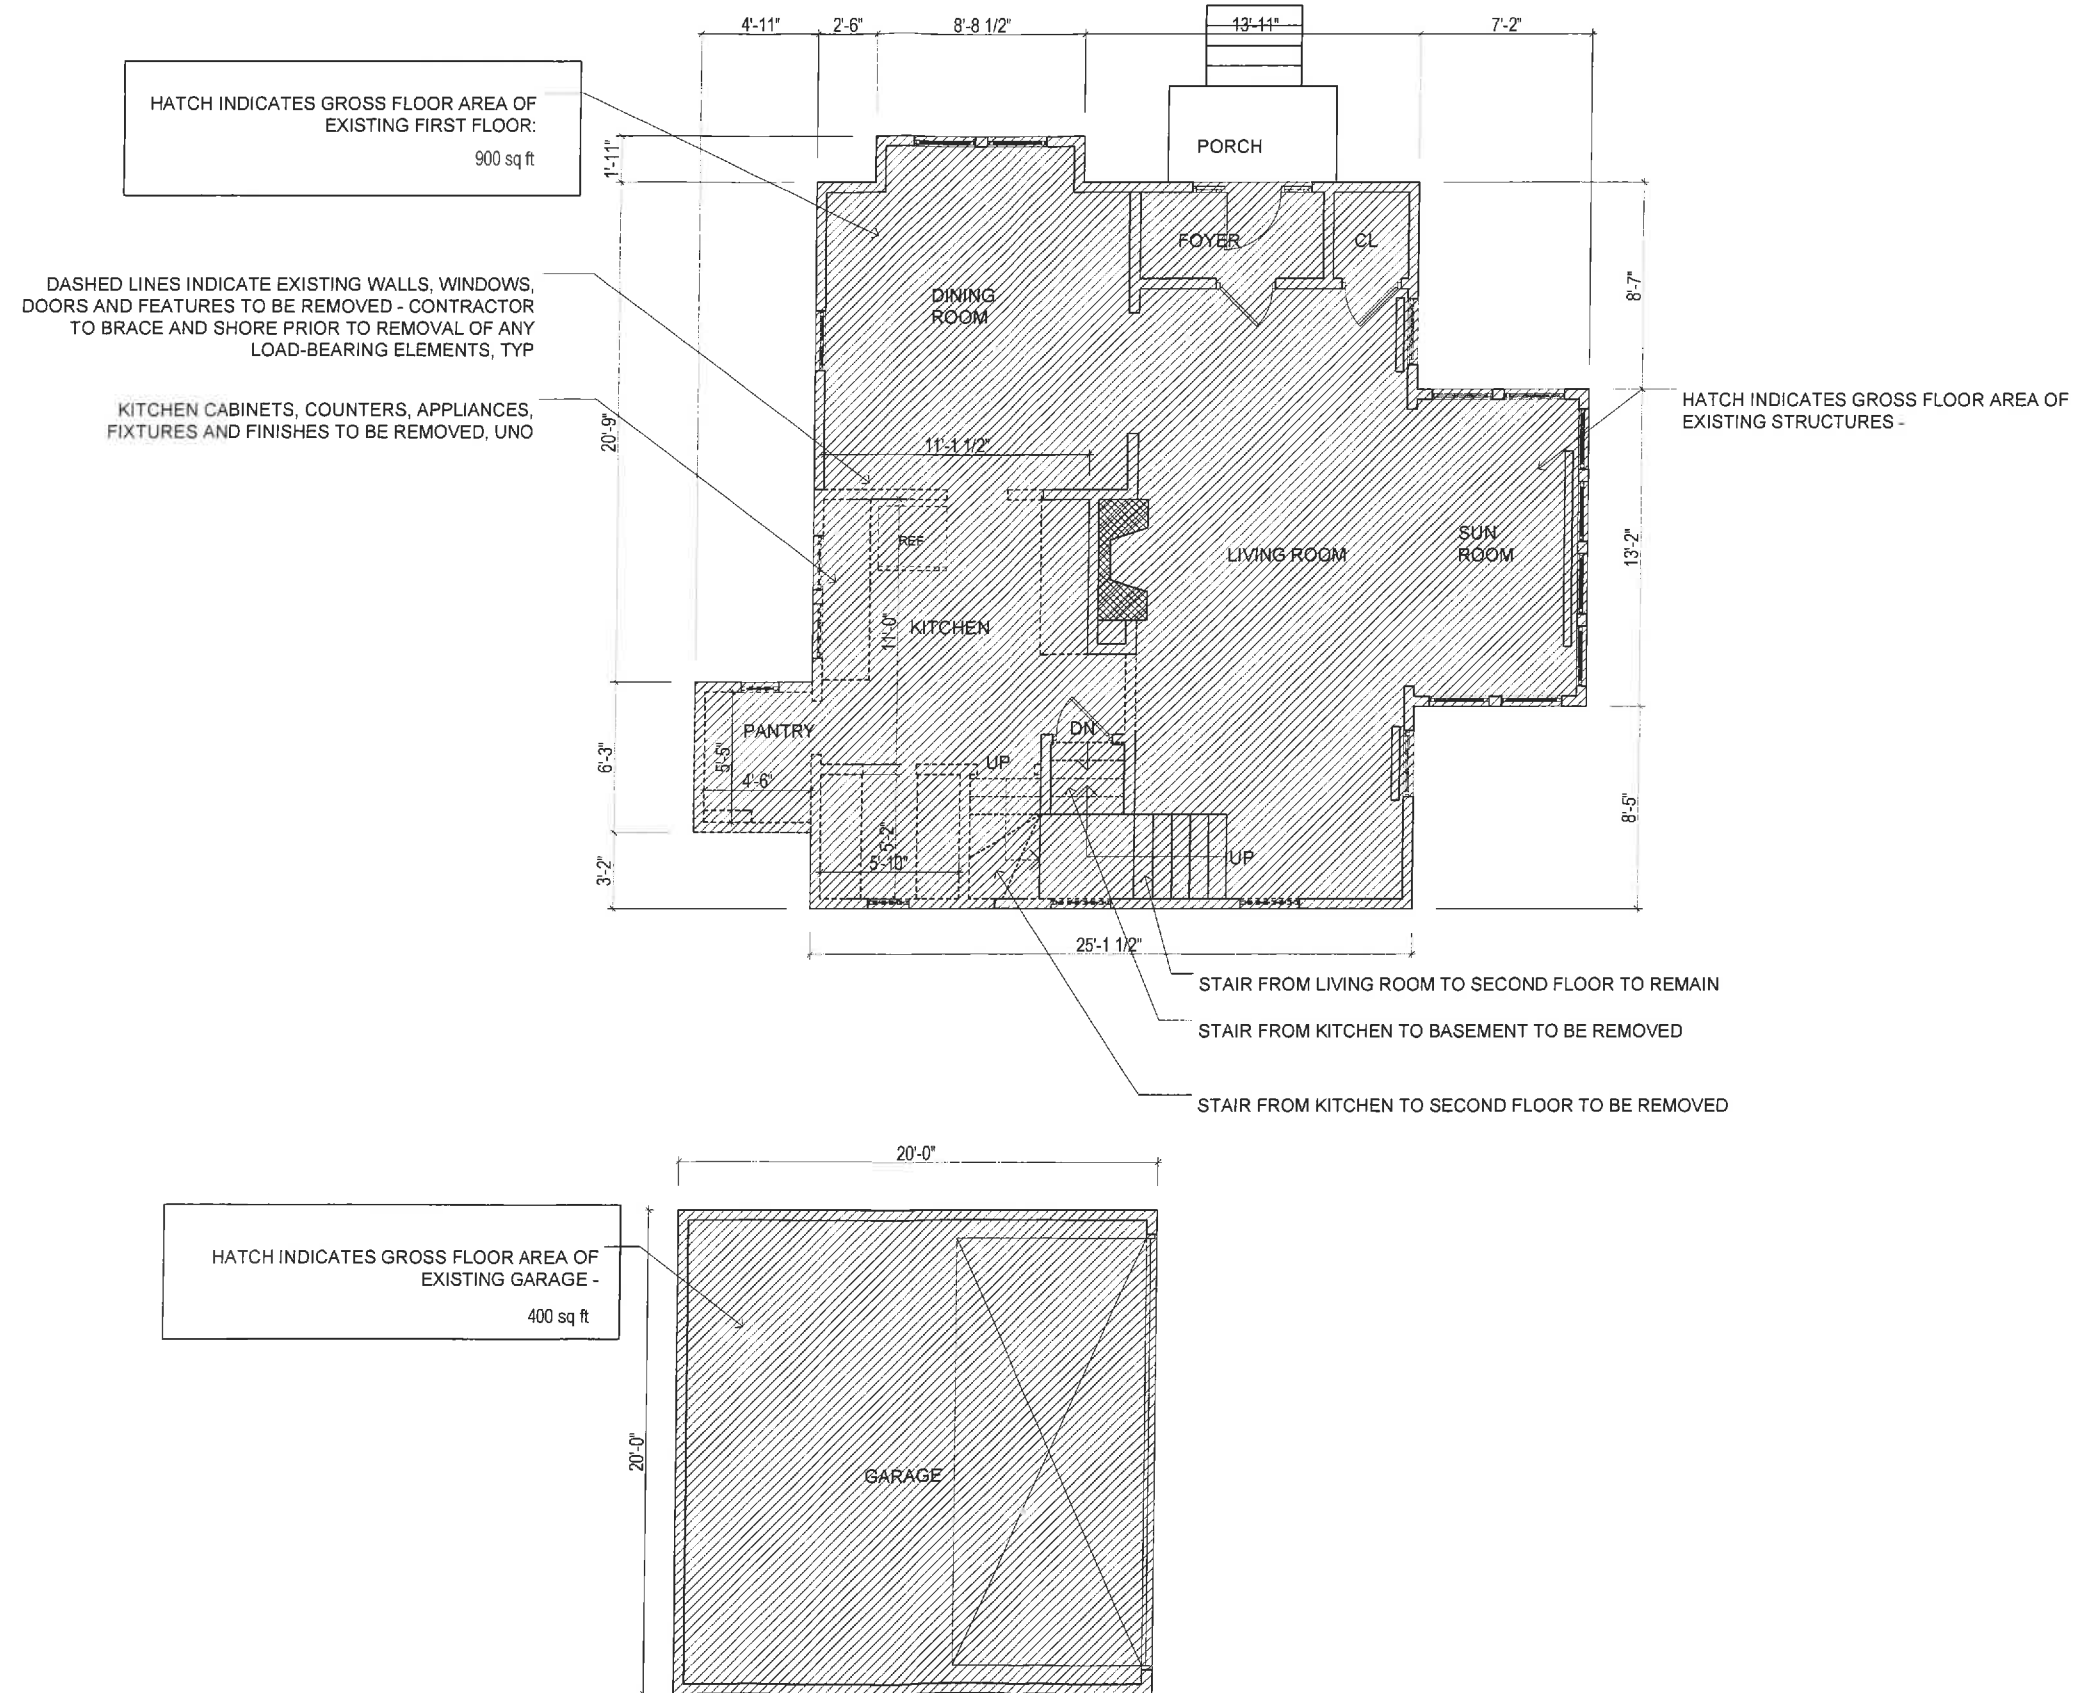 4'-11"
2'-6"
8'-8 1/2"
13'-11"
7'-2"
HATCH INDICATES GROSS FLOOR AREA OF
EXISTING FIRST FLOOR:
900 sq ft
1'-11"
PORCH
FOYER
CL
DASHED LINES INDICATE EXISTING WALLS, WINDOWS,
DOORS AND FEATURES TO BE REMOVED - CONTRACTOR
TO BRACE AND SHORE PRIOR TO REMOVAL OF ANY
LOAD-BEARING ELEMENTS, TYP
DINING
ROOM
8'-7"
KITCHEN CABINETS, COUNTERS, APPLIANCES,
FIXTURES AND FINISHES TO BE REMOVED, UNO
20'-9"
11'-1 1/2"
HATCH INDICATES GROSS FLOOR AREA OF
EXISTING STRUCTURES -
REF
SUN
ROOM
LIVING ROOM
13'-2"
11'-0"
KITCHEN
PANTRY
DN
5'-5"
4'-6"
UP
6'-3"
8'-5"
5'-2"
5'-10"
UP
3'-2"
25'-1 1/2"
STAIR FROM LIVING ROOM TO SECOND FLOOR TO REMAIN
STAIR FROM KITCHEN TO BASEMENT TO BE REMOVED
STAIR FROM KITCHEN TO SECOND FLOOR TO BE REMOVED
20'-0"
HATCH INDICATES GROSS FLOOR AREA OF
EXISTING GARAGE -
400 sq ft
20'-0"
GARAGE